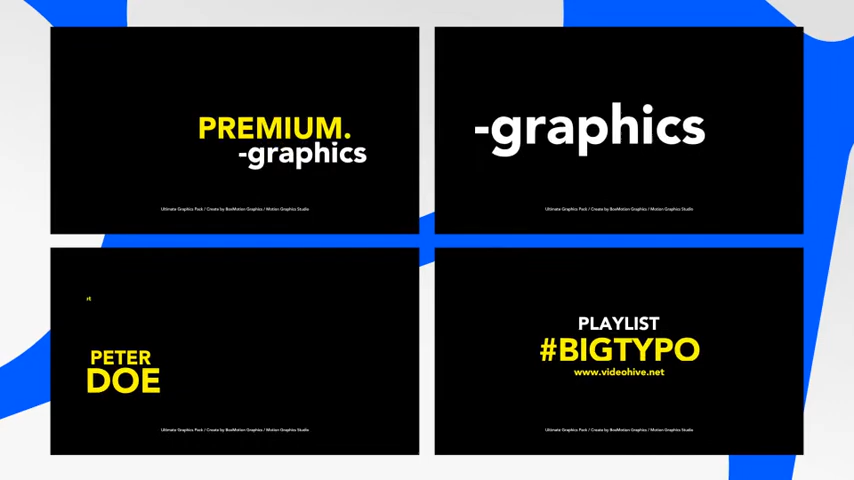 PREMIUM.
-graphics
Ultimate Graphics Pack / Create by BoxMotion Graphics / Motion Graphics Studio
-graphics
Ultimate Graphics Pack / Create by BoxMotion Graphics / Motion Graphics Studio
PETER
DOE
Ultimate Graphics Pack / Create by BoxMotion Graphics / Motion Graphics Studio
PLAYLIST
#BIGTYPO
www.videohive.net
Ultimate Graphics Pack / Create by BoxMotion Graphics / Motion Graphics Studio